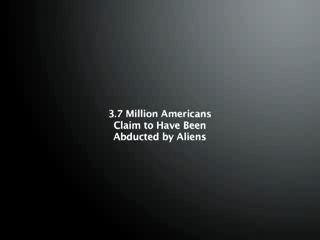 3.7 Million Americans
Claim to Have Been
Abducted by Aliens